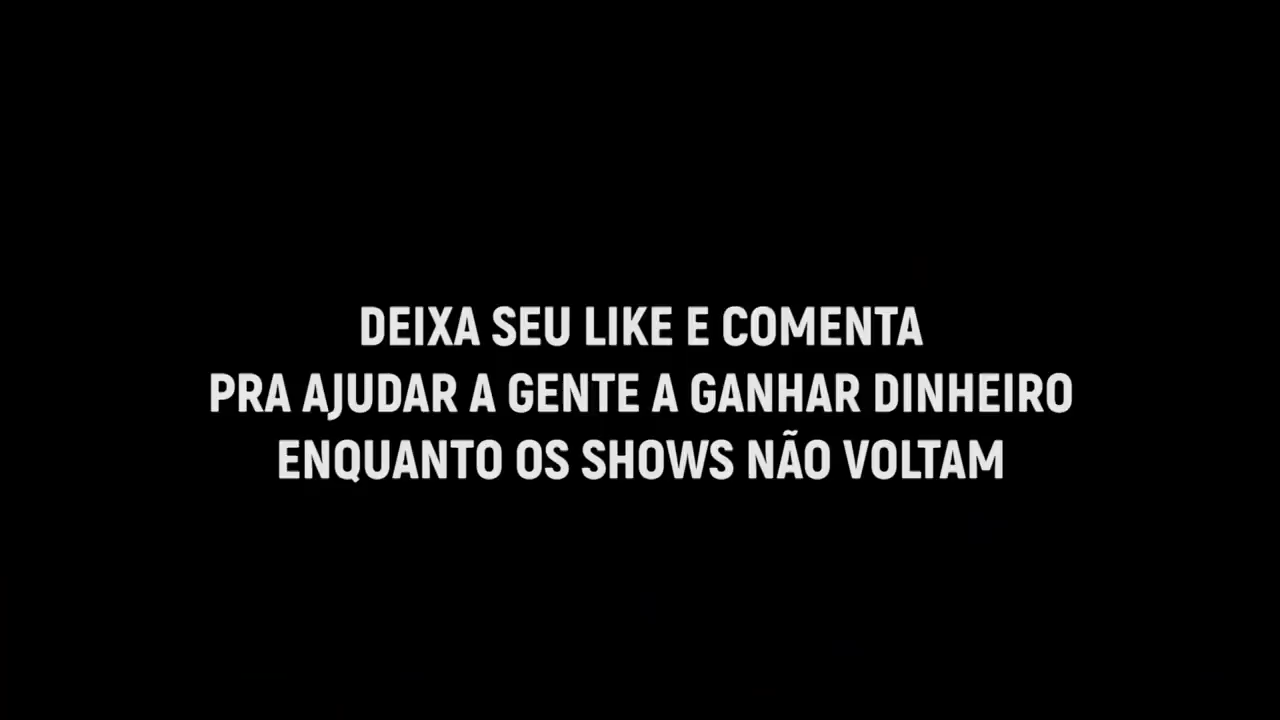 DEIXA SEU LIKE E COMENTA
PRA AJUDAR A GENTE A GANHAR DINHEIRO
ENQUANTO OS SHOWS NÃO VOLTAM